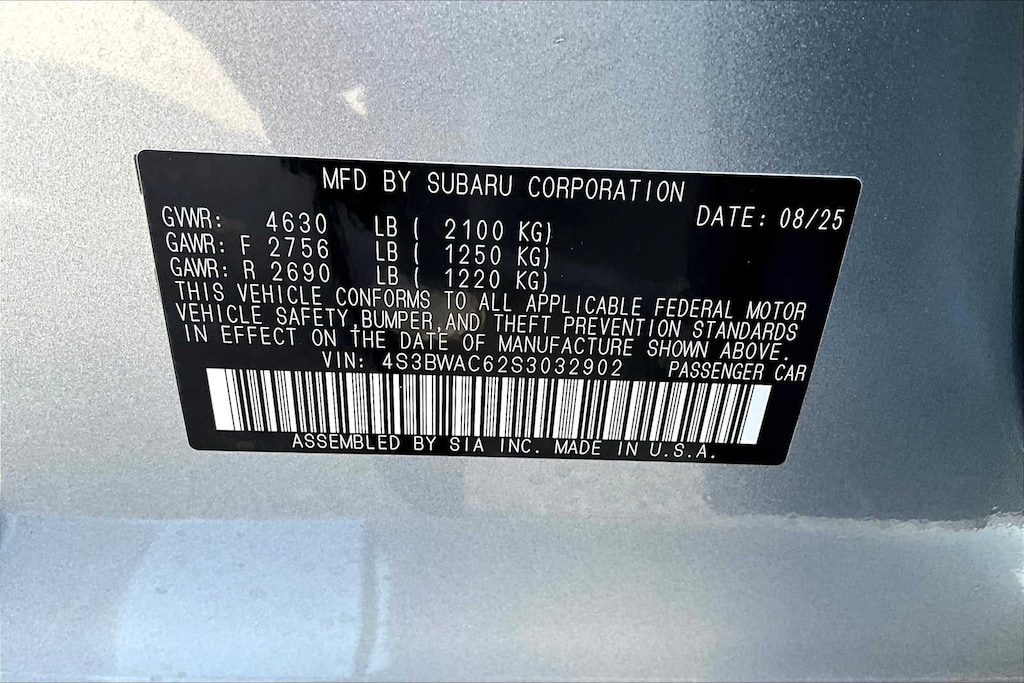 MFD BY SUBARU CORPORATION
GVWR: 4630 LB ( 2100 KG) DATE: 08/25
GAWR: F 2756 LB ( 1250 KG)
GAWR: R 2690 LB ( 1220 KG)
THIS VEHICLE CONFORMS TO ALL APPLICABLE FEDERAL MOTOR
VEHICLE SAFETY,BUMPER,AND THEFT PREVENTION STANDARDS
IN EFFECT ON THE DATE OF MANUFACTURE SHOWN ABOVE.
VIN: 4S3BWAC62S3032902 PASSENGER CAR
ASSEMBLED BY SIA INC. MADE IN U.S.A.